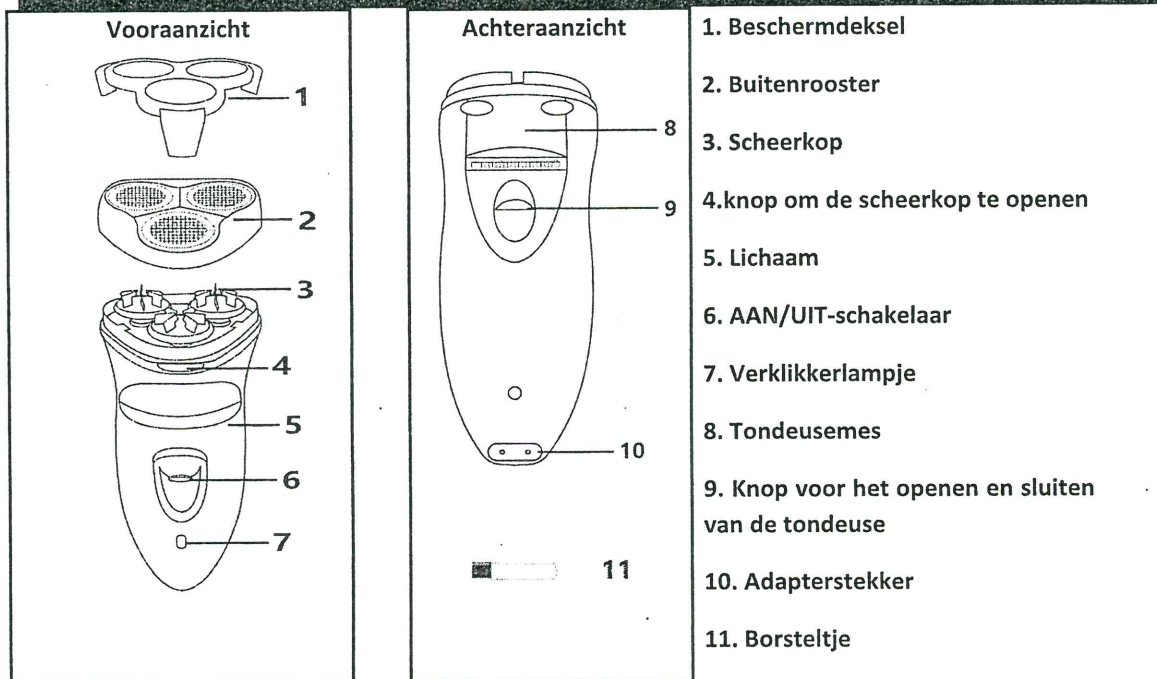 Vooraanzicht
1
2
3
4
5
6
7
Achteraanzicht
8
9
10
11
1. Beschermdeksel
2. Buitenrooster
3. Scheerkop
4.knop om de scheerkop te openen
5. Lichaam
6. AAN/UIT-schakelaar
7. Verklikkerlampje
8. Tondeusemes
9. Knop voor het openen en sluiten
van de tondeuse
10. Adapterstekker
11. Borsteltje